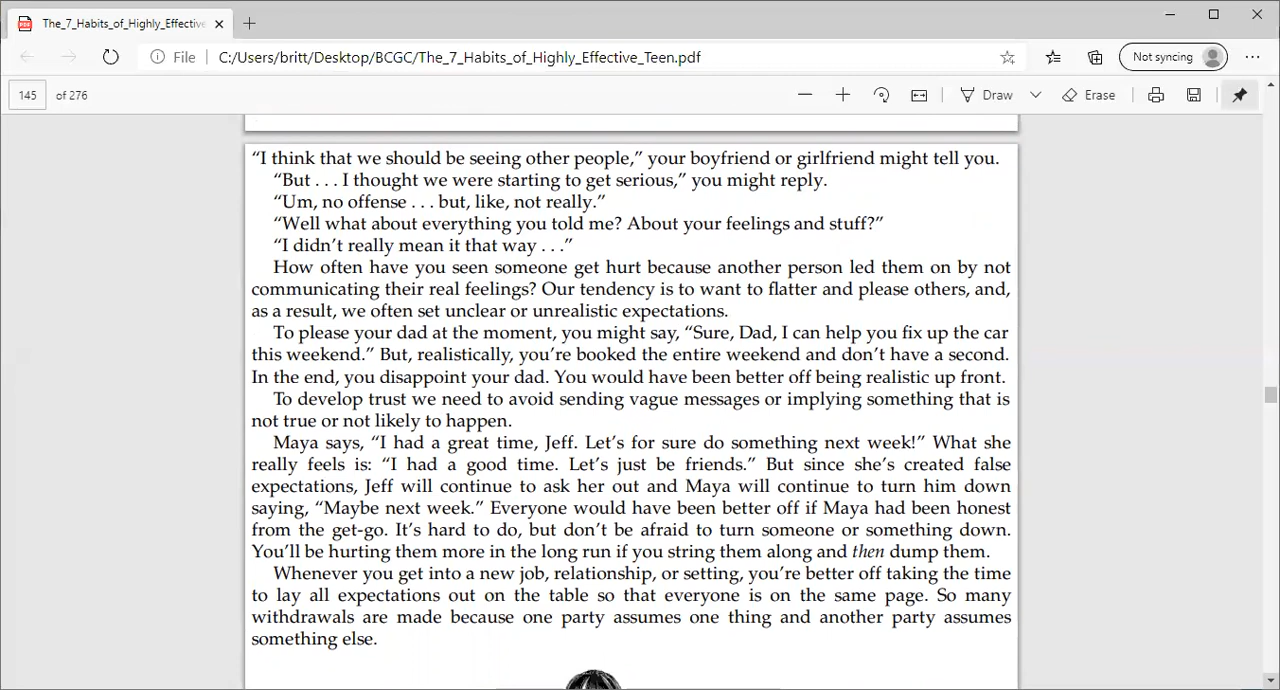 The_7_Habits_of_Highly_Effective
File
C:/Users/britt/Desktop/BCGC/The_7_Habits_of_Highly_Effective_Teen.pdf
Not syncing
145 of 276
Draw
Erase
“I think that we should be seeing other people,” your boyfriend or girlfriend might tell you.
“But . . . I thought we were starting to get serious,” you might reply.
“Um, no offense . . . but, like, not really.”
“Well what about everything you told me? About your feelings and stuff?”
“I didn’t really mean it that way . . .”
How often have you seen someone get hurt because another person led them on by not
communicating their real feelings? Our tendency is to want to flatter and please others, and,
as a result, we often set unclear or unrealistic expectations.
To please your dad at the moment, you might say, “Sure, Dad, I can help you fix up the car
this weekend.” But, realistically, you’re booked the entire weekend and don’t have a second.
In the end, you disappoint your dad. You would have been better off being realistic up front.
To develop trust we need to avoid sending vague messages or implying something that is
not true or not likely to happen.
Maya says, “I had a great time, Jeff. Let’s for sure do something next week!” What she
really feels is: “I had a good time. Let’s just be friends.” But since she’s created false
expectations, Jeff will continue to ask her out and Maya will continue to turn him down
saying, “Maybe next week.” Everyone would have been better off if Maya had been honest
from the get-go. It’s hard to do, but don’t be afraid to turn someone or something down.
You’ll be hurting them more in the long run if you string them along and then dump them.
Whenever you get into a new job, relationship, or setting, you’re better off taking the time
to lay all expectations out on the table so that everyone is on the same page. So many
withdrawals are made because one party assumes one thing and another party assumes
something else.